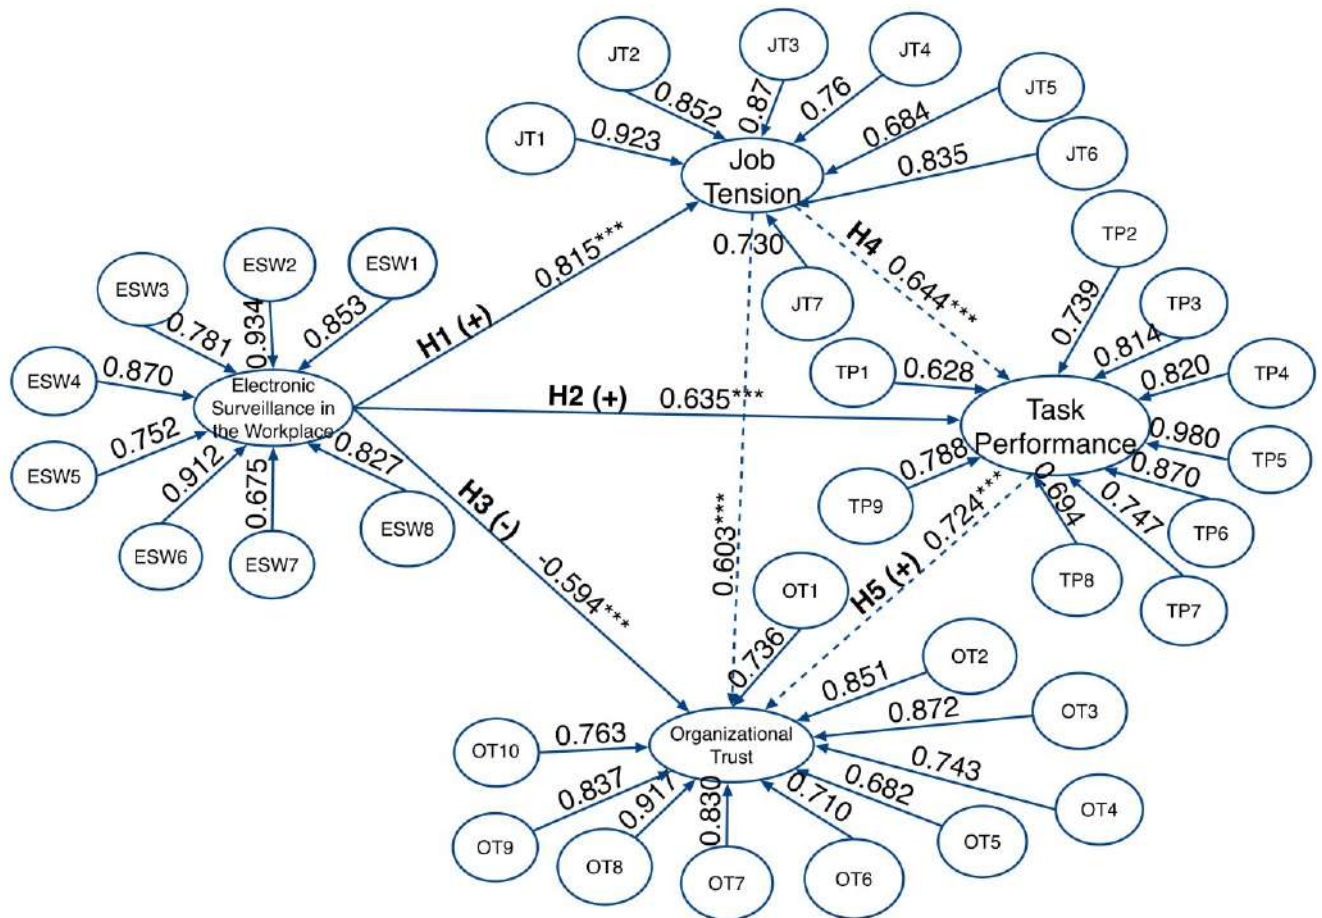 JT1
JT2
JT3
JT4
JT5
JT6
JT7
0.923
0.852
0.87
0.76
0.684
0.835
0.730
Job
Tension
ESW1
ESW2
ESW3
ESW4
ESW5
ESW6
ESW7
ESW8
0.853
0.934
0.781
0.870
0.752
0.912
0.675
0.827
Electronic
Surveillance in
the Workplace
H1 (+) 0,815***
H2 (+) 0.635***
H3 (-) -0.594***
H4 0.644***
0.603***
H5 (+) 0.724***
TP1
TP2
TP3
TP4
TP5
TP6
TP7
TP8
TP9
0.628
0.739
0.814
0.820
0.980
0.870
0.747
0.694
0.788
Task
Performance
OT1
OT2
OT3
OT4
OT5
OT6
OT7
OT8
OT9
OT10
0.736
0.851
0.872
0.743
0.682
0.710
0.830
0.917
0.837
0.763
Organizational
Trust